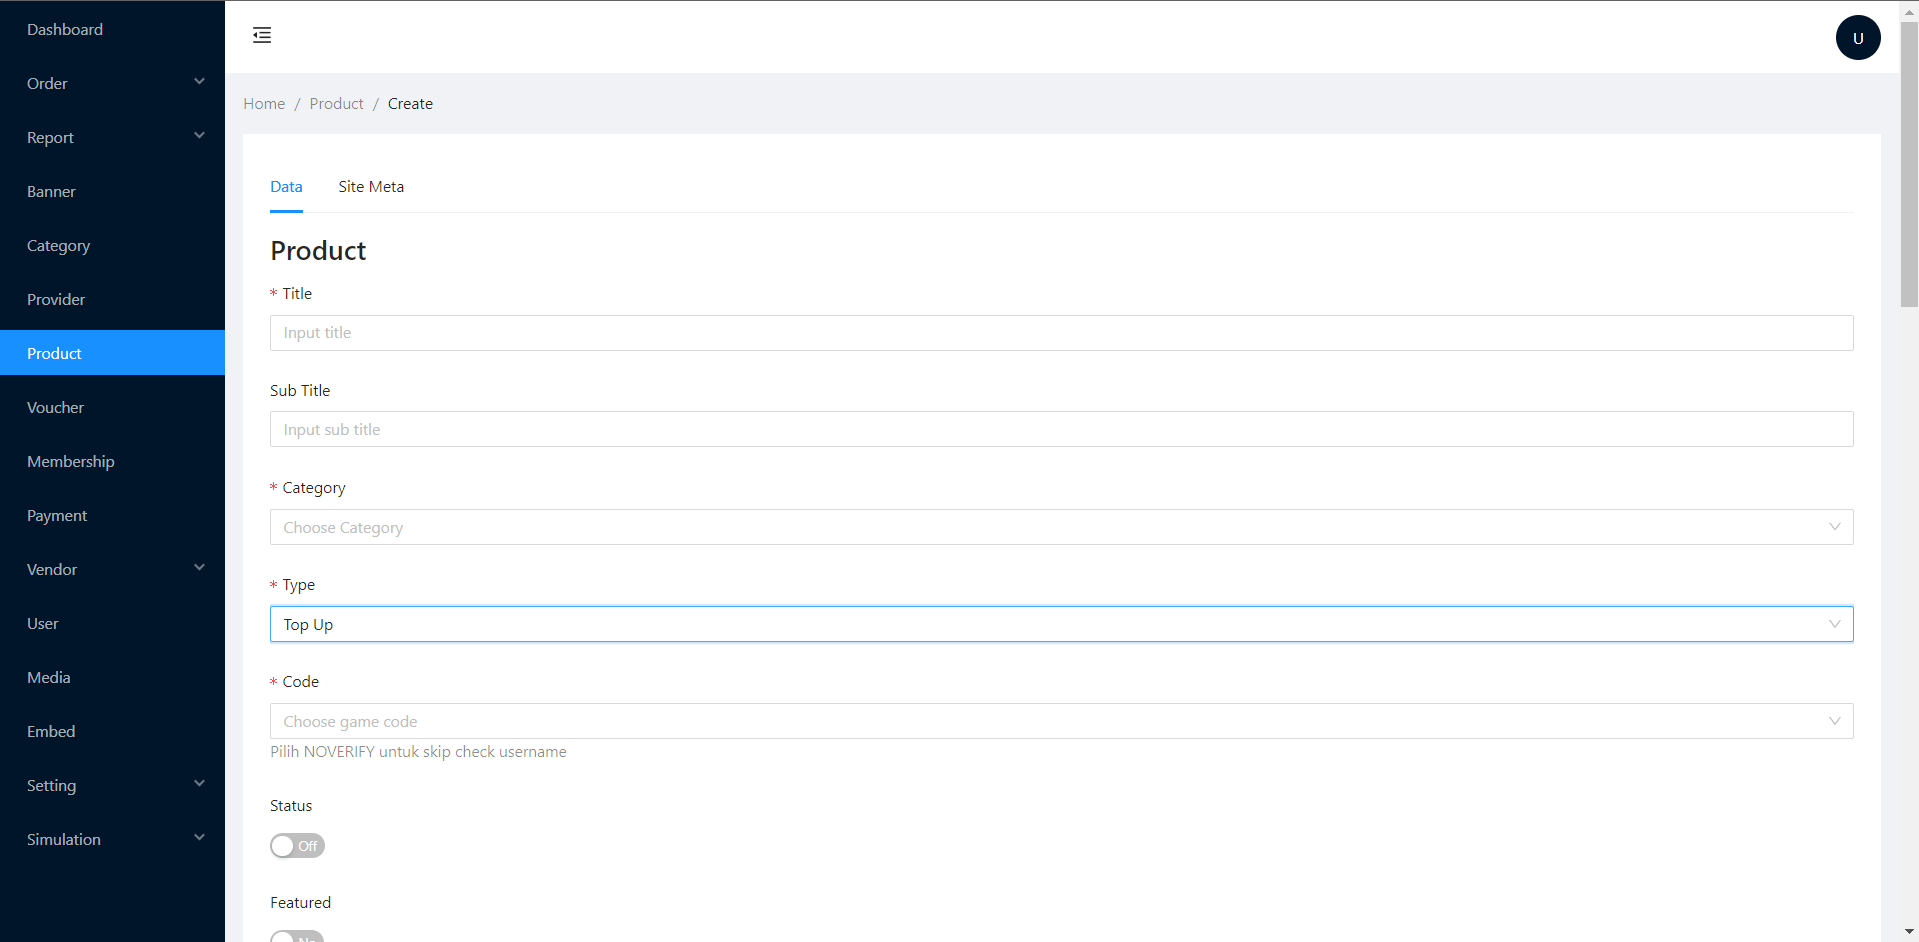 Dashboard
Order
Report
Banner
Category
Provider
Product
Voucher
Membership
Payment
Vendor
User
Media
Embed
Setting
Simulation
U
Home / Product / Create
Data Site Meta
Product
* Title
Input title
Sub Title
Input sub title
* Category
Choose Category
* Type
Top Up
* Code
Choose game code
Pilih NOVERIFY untuk skip check username
Status
Off
Featured
No